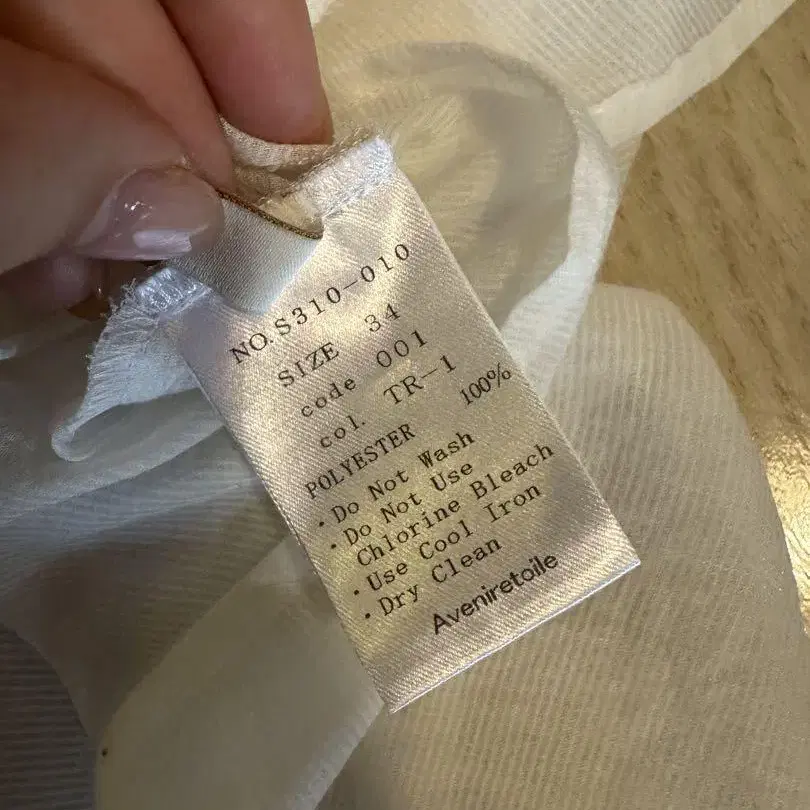 NO. S310-010
SIZE 34
code 001
col. TR-1
POLYESTER 100%
・Do Not Wash
・Do Not Use
Chlorine Bleach
・Use Cool Iron
・Dry Clean
Aveniretoile